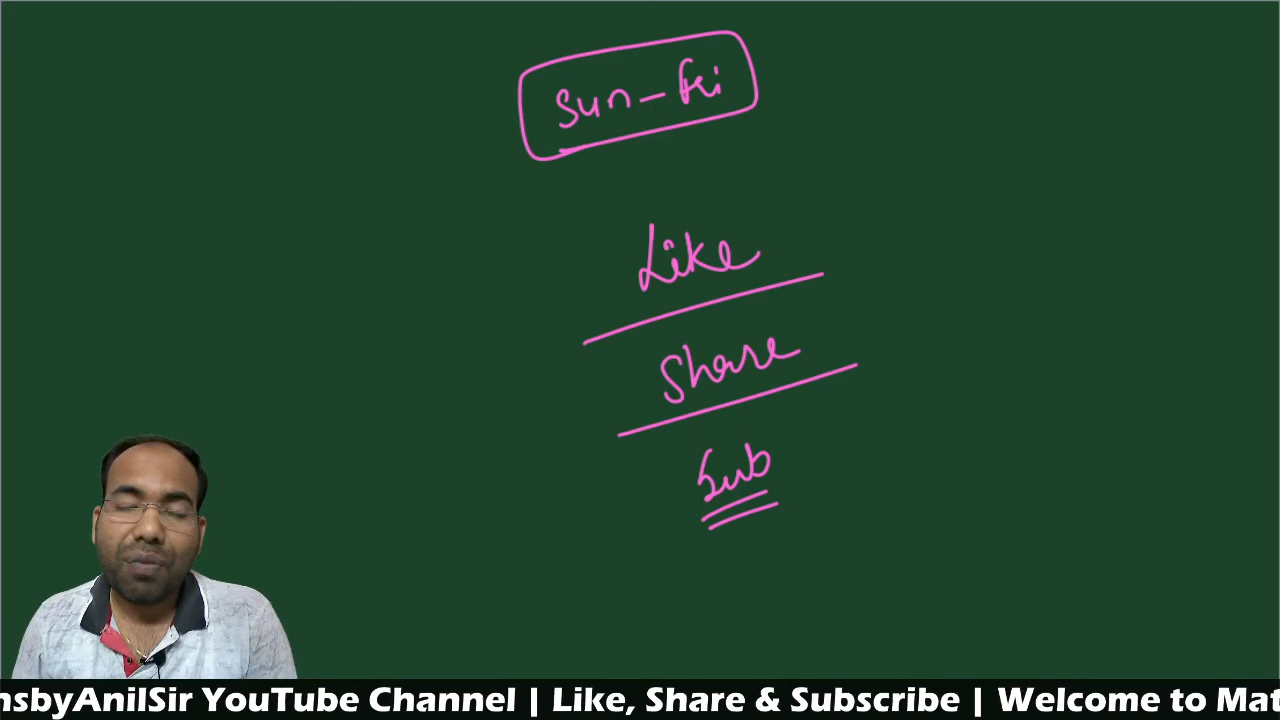 Sun - Fri
Like
Share
Sub
nsbyAnilSir YouTube Channel | Like, Share & Subscribe | Welcome to Mat